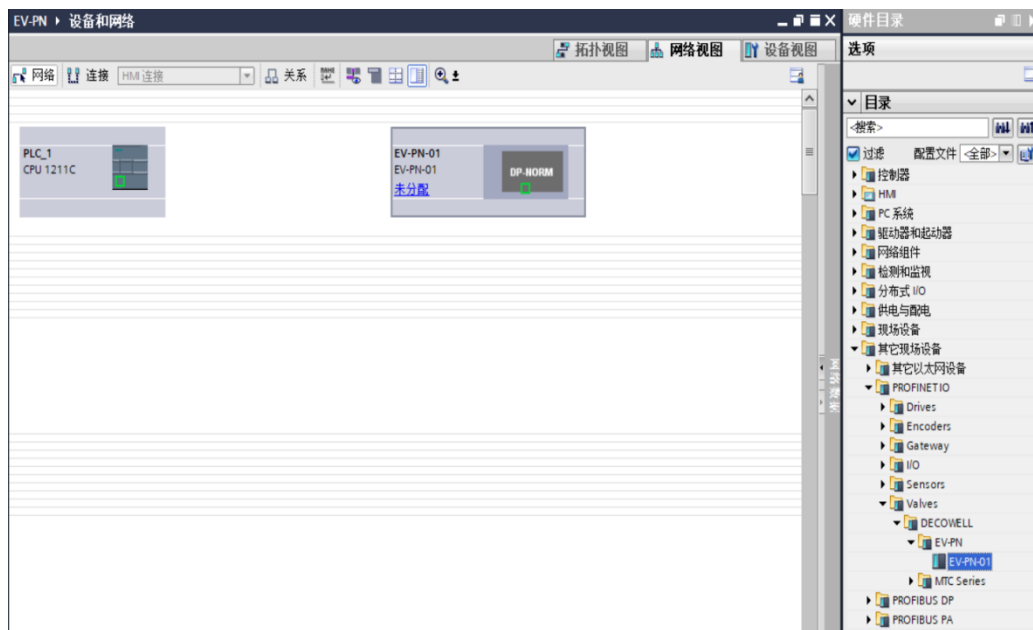 EV-PN ▸ 设备和网络
硬件目录
拓扑视图
网络视图
设备视图
选项
网络
连接
HMI 连接
关系
目录
<搜索>
过滤
配置文件
<全部>
PLC_1
CPU 1211C
EV-PN-01
EV-PN-01
未分配
DP-NORM
控制器
HMI
PC 系统
驱动器和起动器
网络组件
检测和监视
分布式 I/O
供电与配电
现场设备
其它现场设备
其它以太网设备
PROFINET IO
Drives
Encoders
Gateway
I/O
Sensors
Valves
DECOWELL
EV-PN
EV-PN-01
MTC Series
PROFIBUS DP
PROFIBUS PA
网络数据